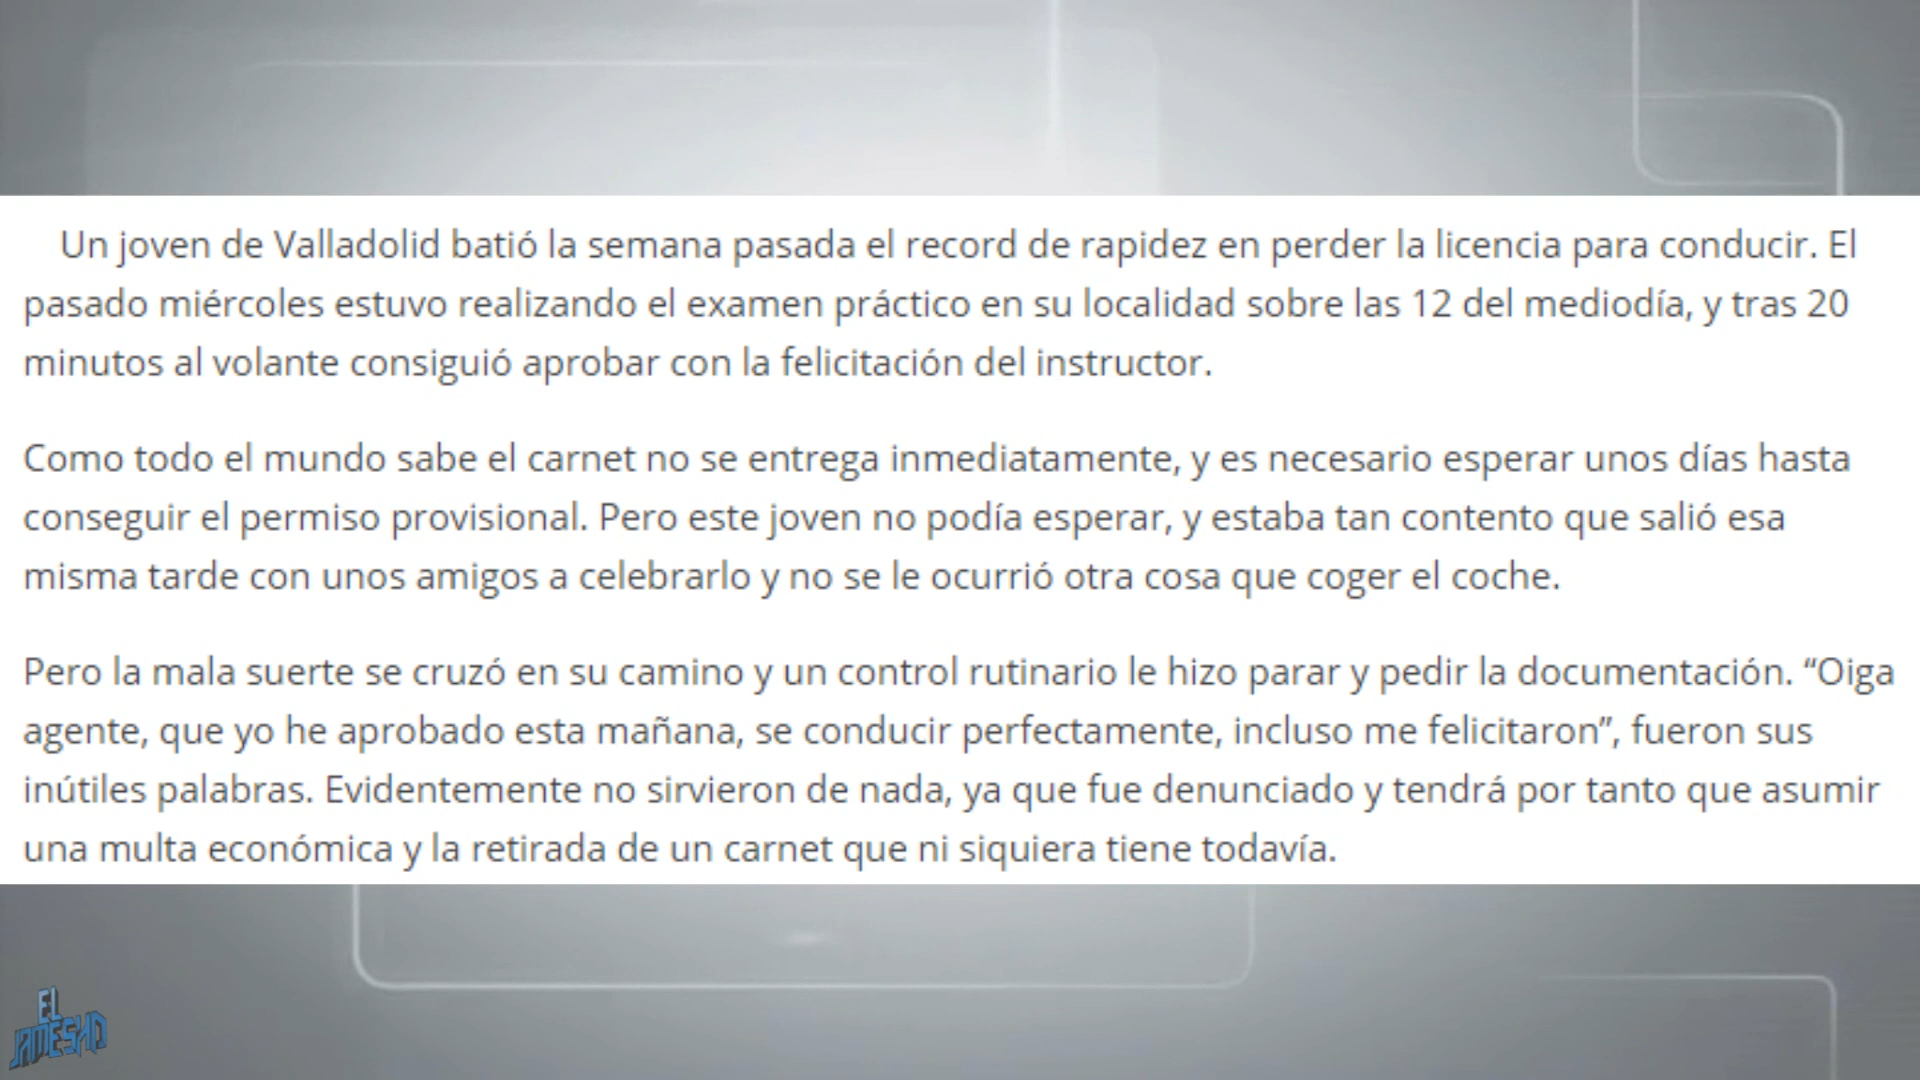 Un joven de Valladolid batió la semana pasada el record de rapidez en perder la licencia para conducir. El
pasado miércoles estuvo realizando el examen práctico en su localidad sobre las 12 del mediodía, y tras 20
minutos al volante consiguió aprobar con la felicitación del instructor.
Como todo el mundo sabe el carnet no se entrega inmediatamente, y es necesario esperar unos días hasta
conseguir el permiso provisional. Pero este joven no podía esperar, y estaba tan contento que salió esa
misma tarde con unos amigos a celebrarlo y no se le ocurrió otra cosa que coger el coche.
Pero la mala suerte se cruzó en su camino y un control rutinario le hizo parar y pedir la documentación. “Oiga
agente, que yo he aprobado esta mañana, se conducir perfectamente, incluso me felicitaron”, fueron sus
inútiles palabras. Evidentemente no sirvieron de nada, ya que fue denunciado y tendrá por tanto que asumir
una multa económica y la retirada de un carnet que ni siquiera tiene todavía.
EL
JAMESHD